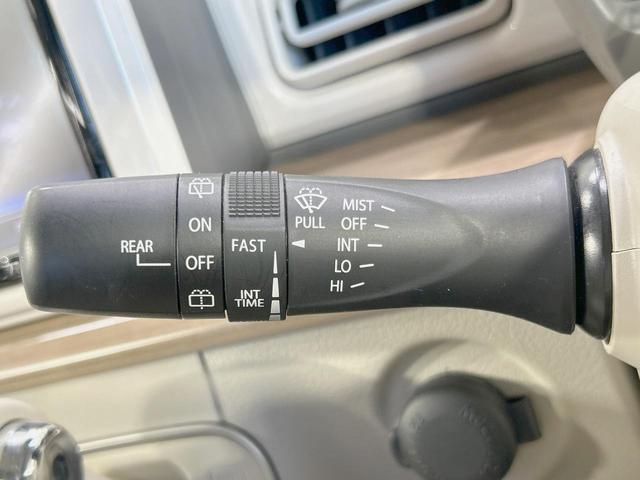 REAR
ON
OFF
FAST
INT
TIME
PULL
MIST
OFF
INT
LO
HI